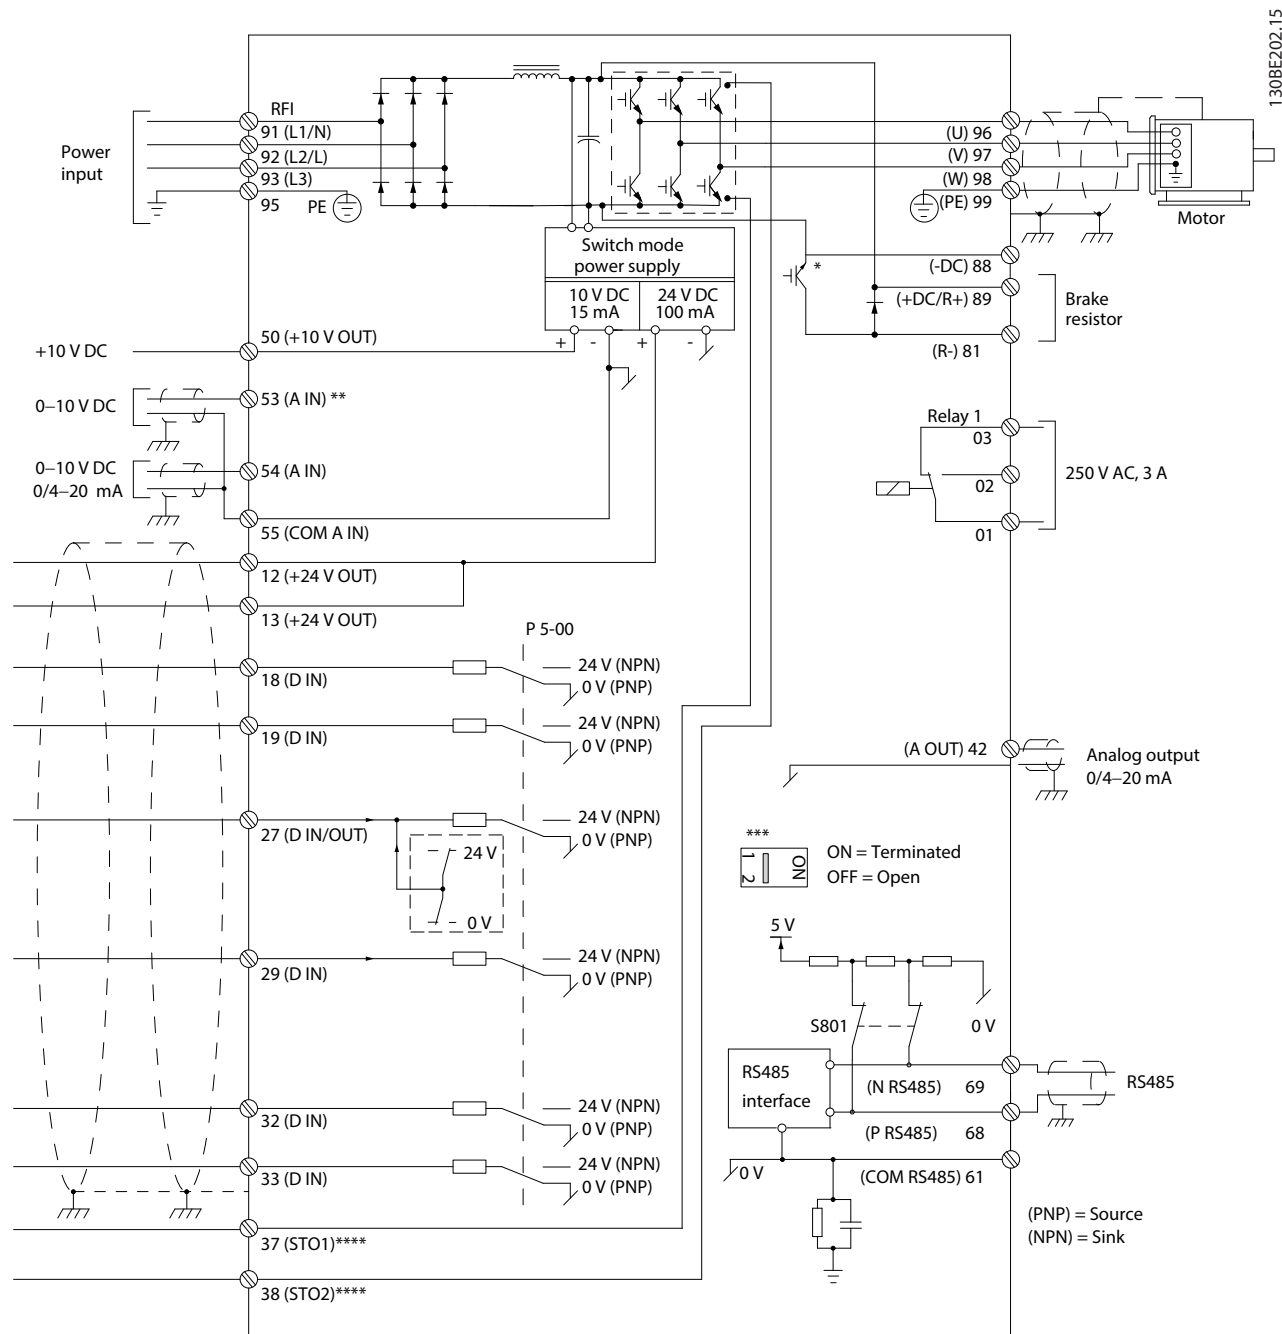 130BE202.15
RFI
91 (L1/N)
92 (L2/L)
93 (L3)
95
PE
Power
input
(U) 96
(V) 97
(W) 98
(PE) 99
Motor
Switch mode
power supply
10 V DC
15 mA
24 V DC
100 mA
+ - + -
*
(-DC) 88
(+DC/R+) 89
(R-) 81
Brake
resistor
+10 V DC
50 (+10 V OUT)
0–10 V DC
53 (A IN) **
0–10 V DC
0/4–20 mA
54 (A IN)
55 (COM A IN)
12 (+24 V OUT)
13 (+24 V OUT)
Relay 1
03
02
01
250 V AC, 3 A
P 5-00
18 (D IN)
24 V (NPN)
0 V (PNP)
19 (D IN)
24 V (NPN)
0 V (PNP)
27 (D IN/OUT)
24 V (NPN)
0 V (PNP)
24 V
0 V
29 (D IN)
24 V (NPN)
0 V (PNP)
32 (D IN)
24 V (NPN)
0 V (PNP)
33 (D IN)
24 V (NPN)
0 V (PNP)
37 (STO1)****
38 (STO2)****
(A OUT) 42
Analog output
0/4–20 mA
***
1 2
ON
ON = Terminated
OFF = Open
5 V
S801
0 V
RS485
interface
(N RS485) 69
(P RS485) 68
RS485
0 V
(COM RS485) 61
(PNP) = Source
(NPN) = Sink